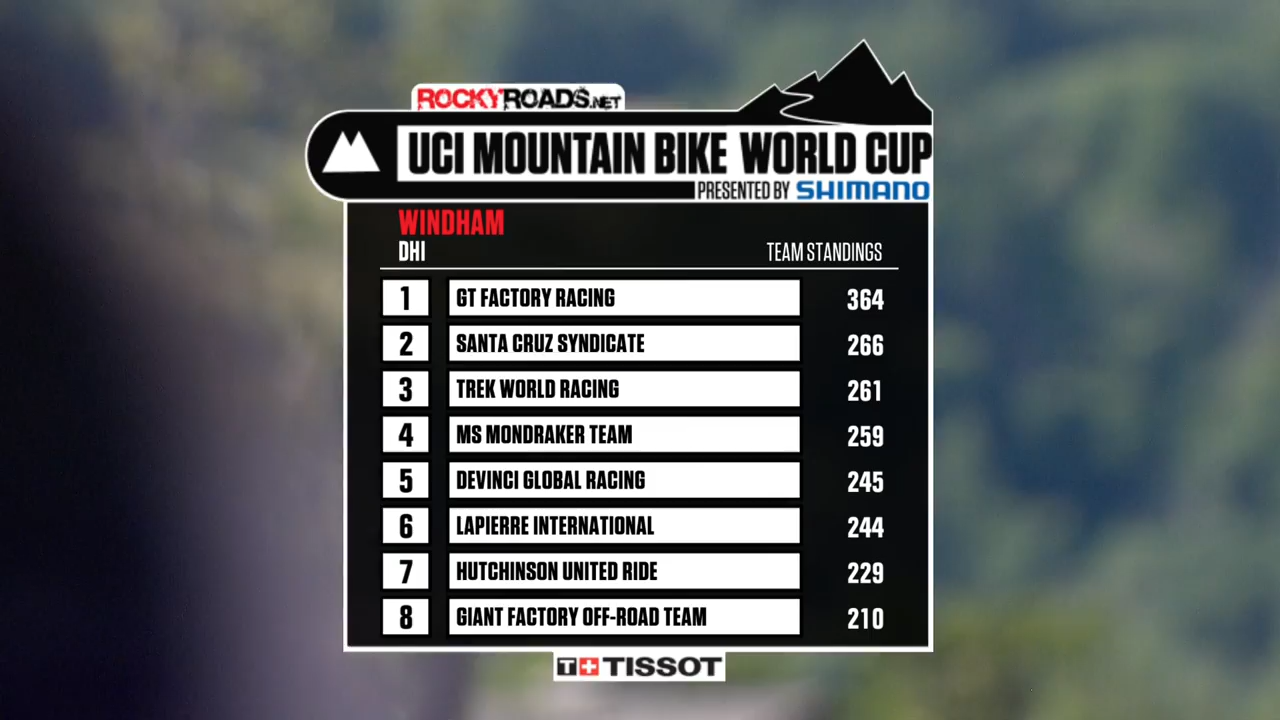 ROCKYROADS.NET
UCI MOUNTAIN BIKE WORLD CUP
PRESENTED BY SHIMANO
WINDHAM
DHI TEAM STANDINGS
1 GT FACTORY RACING 364
2 SANTA CRUZ SYNDICATE 266
3 TREK WORLD RACING 261
4 MS MONDRAKER TEAM 259
5 DEVINCI GLOBAL RACING 245
6 LAPIERRE INTERNATIONAL 244
7 HUTCHINSON UNITED RIDE 229
8 GIANT FACTORY OFF-ROAD TEAM 210
T+ TISSOT